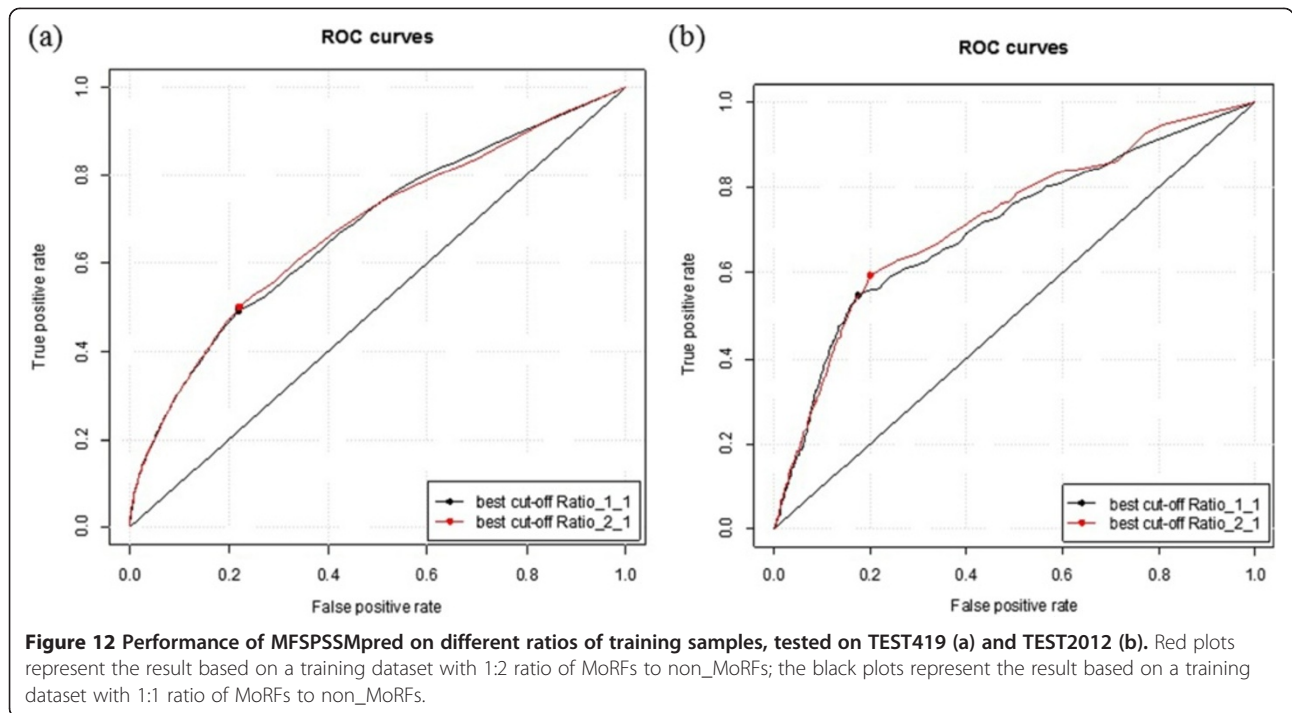 (a)
ROC curves
True positive rate
1.0
0.8
0.6
0.4
0.2
0.0
best cut-off Ratio_1_1
best cut-off Ratio_2_1
0.0 0.2 0.4 0.6 0.8 1.0
False positive rate
(b)
ROC curves
True positive rate
1.0
0.8
0.6
0.4
0.2
0.0
best cut-off Ratio_1_1
best cut-off Ratio_2_1
0.0 0.2 0.4 0.6 0.8 1.0
False positive rate
Figure 12 Performance of MFSPSSMpred on different ratios of training samples, tested on TEST419 (a) and TEST2012 (b). Red plots
represent the result based on a training dataset with 1:2 ratio of MoRFs to non_MoRFs; the black plots represent the result based on a training
dataset with 1:1 ratio of MoRFs to non_MoRFs.